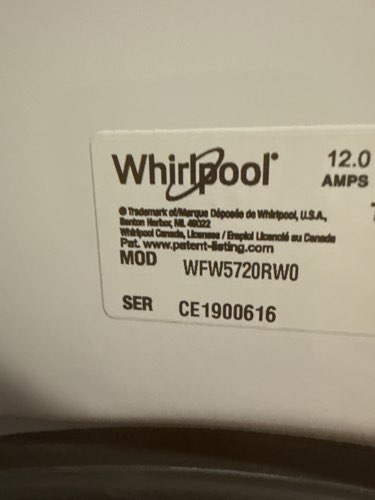 Whirlpool®
12.0
AMPS
® Trademark of/Marque Déposée de Whirlpool, U.S.A.,
Benton Harbor, MI. 49022
Whirlpool Canada, Licensee / Emploi Licencié au Canada
Pat. www.patent-listing.com
MOD WFW5720RW0
SER CE1900616